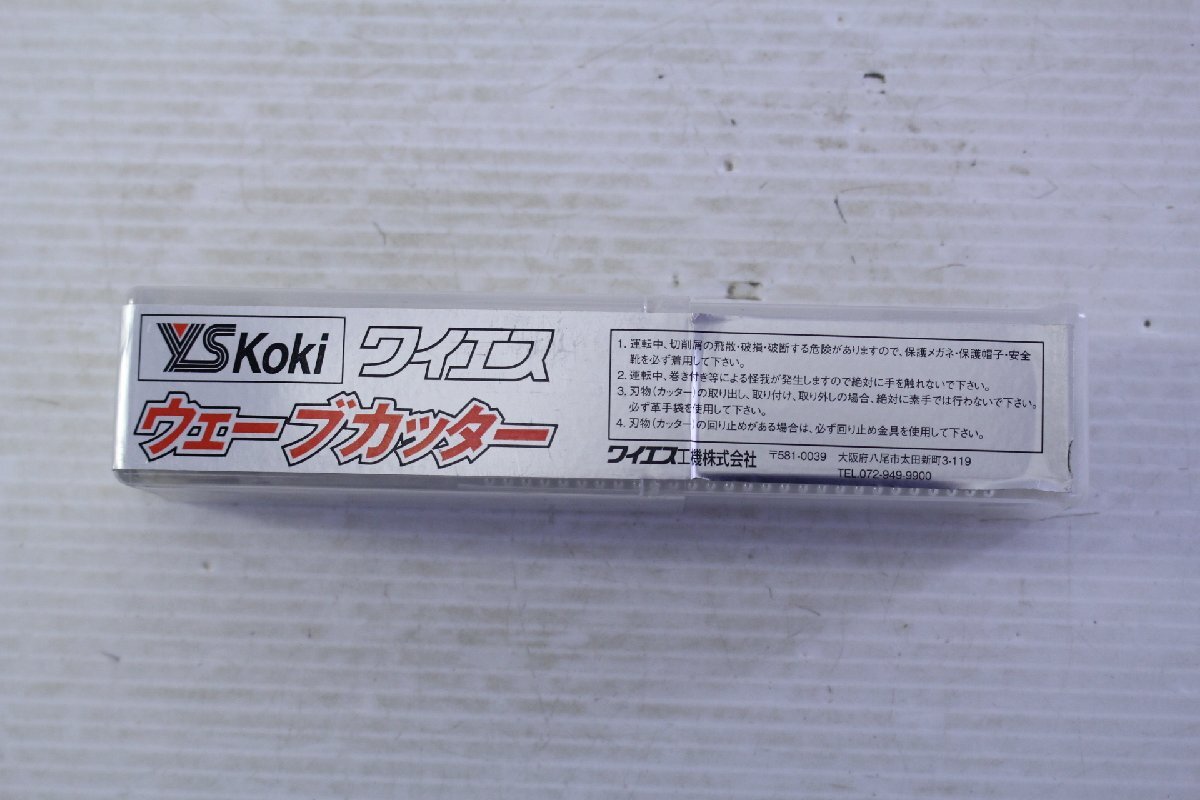 YS Koki ワイエス
ウェーブカッター
1. 運転中、切削屑の飛散・破損・破断する危険がありますので、保護メガネ・保護帽子・安全
靴を必ず着用して下さい。
2. 運転中、巻き付き等による怪我が発生しますので絶対に手を触れないで下さい。
3. 刃物(カッター)の取り出し、取り付け、取り外しの場合、絶対に素手では行わないで下さい。
必ず革手袋を使用して下さい。
4. 刃物(カッター)の回り止めがある場合は、必ず回り止め金具を使用して下さい。
ワイエス工機株式会社 〒581-0039 大阪府八尾市太田新町3-119
TEL.072-949-9900